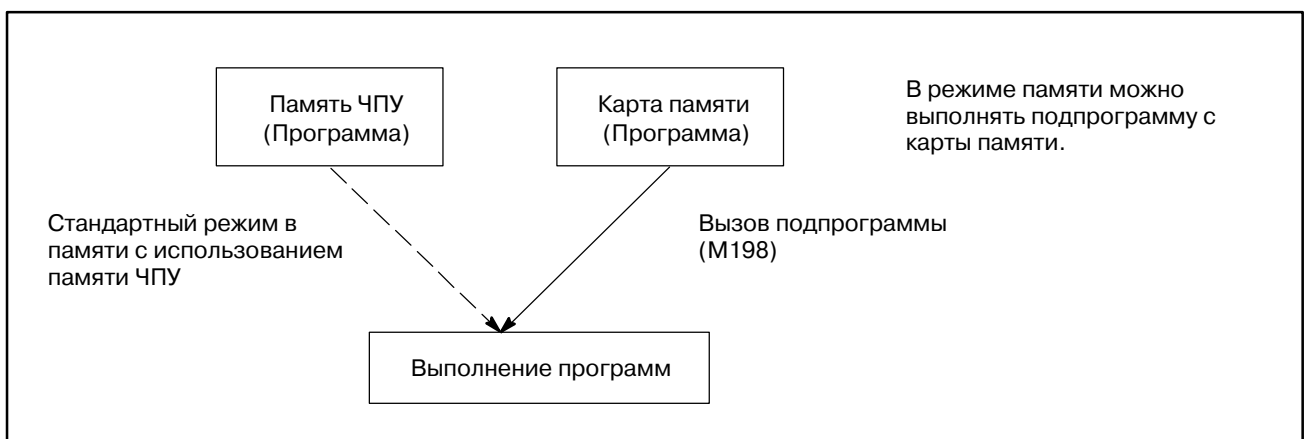 Память ЧПУ
(Программа)
Карта памяти
(Программа)
В режиме памяти можно
выполнять подпрограмму с
карты памяти.
Стандартный режим в
памяти с использованием
памяти ЧПУ
Вызов подпрограммы
(M198)
Выполнение программ